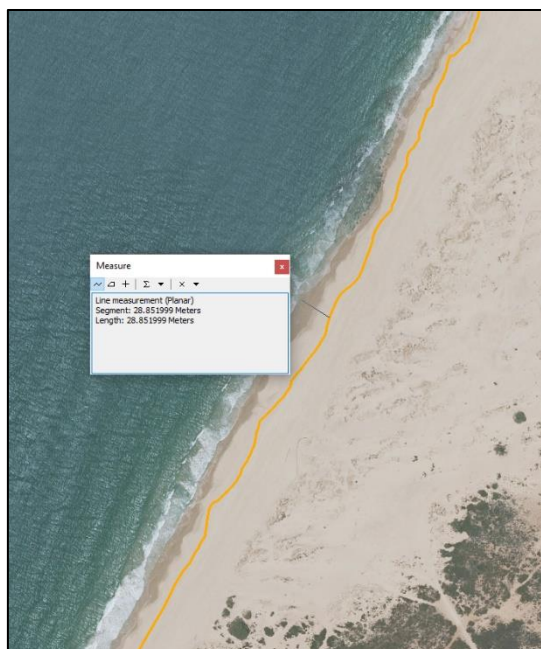 Measure
Line measurement (Planar)
Segment: 28.851999 Meters
Length: 28.851999 Meters